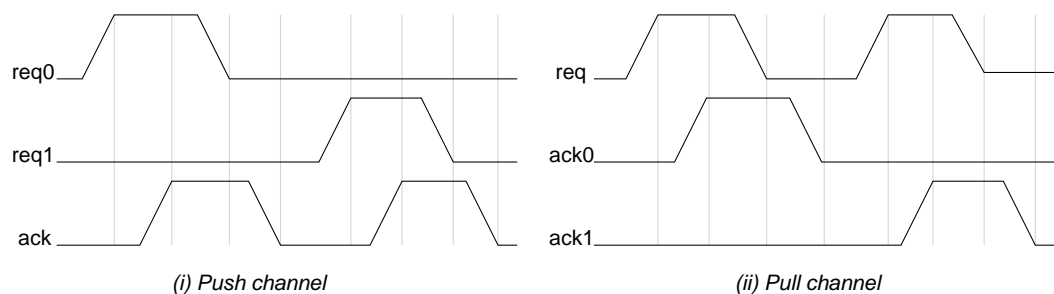 req0
req1
ack
(i) Push channel
req
ack0
ack1
(ii) Pull channel